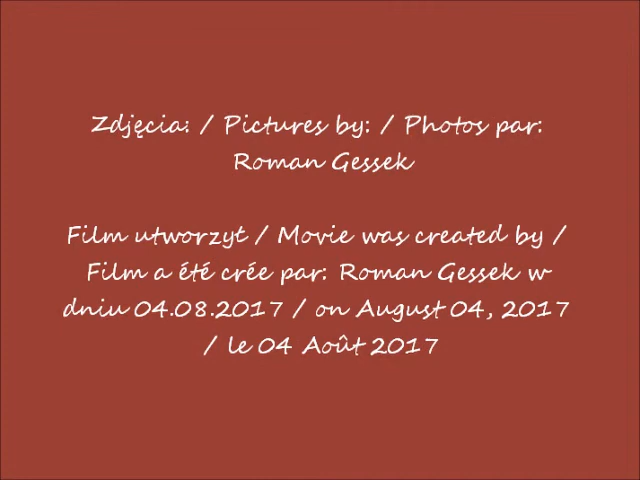 Zdjęcia: / Pictures by: / Photos par:
Roman Gessek
Film utworzyt / Movie was created by /
Film a été crée par: Roman Gessek w
dniu 04.08.2017 / on August 04, 2017
/ le 04 Août 2017